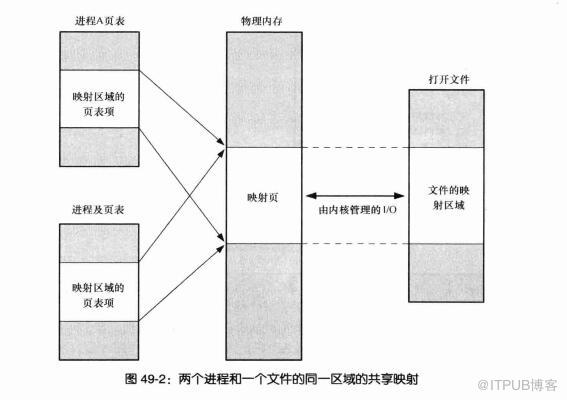 进程A页表
物理内存
打开文件
映射区域的
页表项
映射页
由内核管理的I/O
文件的映
射区域
进程及页表
映射区域的
页表项
图 49-2：两个进程和一个文件的同一区域的共享映射
@ITPUB博客